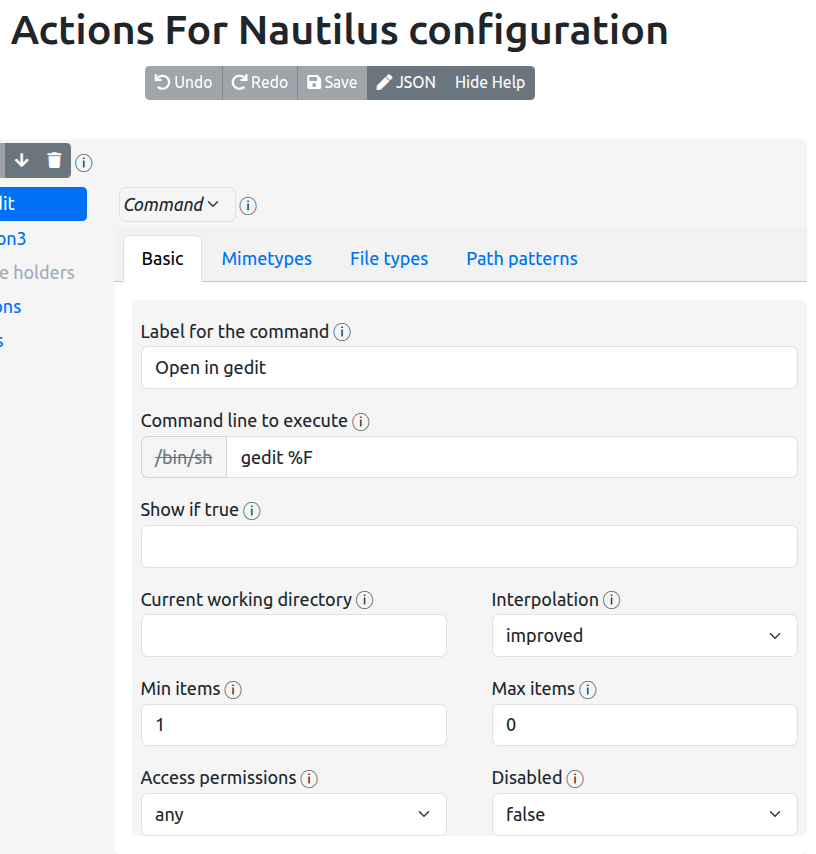 Actions For Nautilus configuration
Undo Redo Save JSON Hide Help
it
Command
on3
Basic Mimetypes File types Path patterns
e holders
ons
Label for the command
s
Open in gedit
Command line to execute
/bin/sh gedit %F
Show if true
Current working directory Interpolation
improved
Min items Max items
1 0
Access permissions Disabled
any false